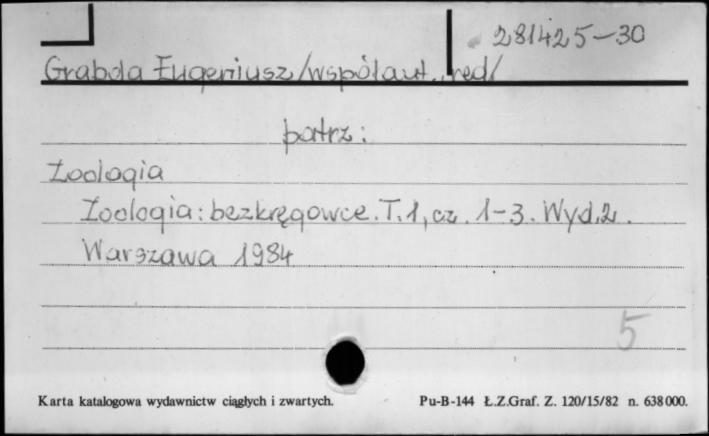 281425-30
Grabda Eugeniusz /współaut., red/
patrz:
Zoologia
Zoologia: bezkręgowce. T. 1, cz. 1-3. Wyd. 2.
Warszawa 1984
5
Karta katalogowa wydawnictw ciągłych i zwartych. Pu-B-144 Ł.Z.Graf. Z. 120/15/82 n. 638000.